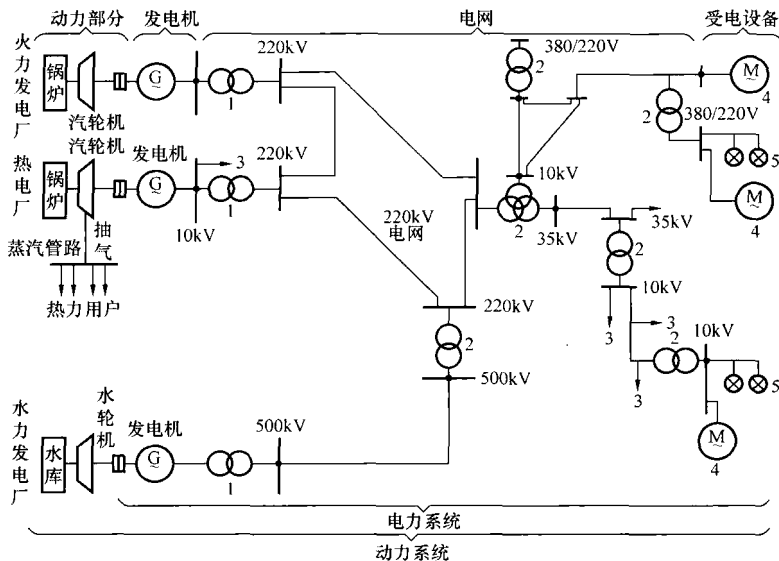 动力部分
发电机
电网
受电设备
火力发电厂
锅炉
汽轮机
G
~
1
220kV
380/220V
2
10kV
M
~
4
2
380/220V
5
M
~
4
热电厂
锅炉
汽轮机
发电机
G
~
10kV
3
1
220kV
抽气
蒸汽管路
热力用户
220kV
电网
2
35kV
35kV
2
10kV
3
3
3
2
10kV
5
M
~
4
220kV
2
500kV
水力发电厂
水库
水轮机
发电机
G
~
1
500kV
电力系统
动力系统